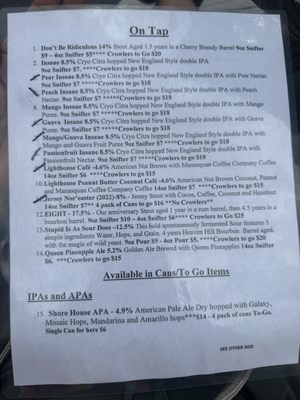 On Tap
1. Don't Be Ridiculous 14% Stout Aged 1.5 years in a Cherry Brandy Barrel 9oz Snifter
$9 – 4oz Snifter $5**** Crowlers to Go $20
2. Insane 8.5% Cryo Citra hopped New England Style double IPA
9oz Snifter $7. ****Crowlers to go $18
3. Pear Insane 8.5% Cryo Citra hopped New England Style double IPA with Pear Nectar.
9oz Snifter $7 ****Crowlers to go $18
4. Peach Insane 8.5% Cryo Citra hopped New England Style double IPA with Peach
Nectar. 9oz Snifter $7 *****Crowlers to go $18
5. Mango Insane 8.5% Cryo Citra hopped New England Style double IPA with Mango
Puree. 9oz Snifter $7 ****Crowlers to go $18
6. Guava Insane 8.5% Cryo Citra hopped New England Style double IPA with Guava
Puree. 9oz Snifter $7 ****Crowlers to go $18
7. Mango/Guava Insane 8.5% Cryo Citra hopped New England Style double IPA with
Mango and Guava Fruit Puree 9oz Snifter $7 *****Crowlers to go $18
8. Passionfruit Insane 8.5% Cryo Citra hopped New England Style double IPA with
Passionfruit Nectar. 9oz Snifter $7 *****Crowlers to go $18
9. Lighthouse Café -4.6% American Nut Brown with Manasquan Coffee Company Coffee
14oz Snifter $6 ****Crowlers to go $15
10. Lighthouse Peanut Butter Coconut Café -4.6% American Nut Brown Coconut, Peanut
and Manasquan Coffee Company Coffee 14oz Snifter $7 ****Crowlers to go $15
11. Jersey Nor'easter (2022)-8% - Jersey Stout with Cocoa, Coffee, Coconut and Hazelnut
14oz Snifter $7** 4 pack of Cans to go $16 **No Crowlers**
12. EIGHT - 17.5% - Our anniversary Stout aged 1 year in a rum barrel, then 4.5 years in a
bourbon barrel. 9oz Snifter $10 – 4oz Snifter $6 ****Crowlers to Go $25
13. Stupid Is As Sour Does –12.5% This bold spontaneously fermented Sour features 3
simple ingredients Water, Hops, and Grain. 4 years Heaven Hill Bourbon Barrel aged,
with the magic of wild yeast. 9oz Pour $9 - 4oz Pour $5. ****Crowlers to go $20
14. Queen Pineapple Ale 5.2% Golden Ale Brewed with Queen Pineapples 14oz Snifter
$6. ***Crowlers to go $15
Available in Cans/To Go Items
IPAs and APAs
15. Shore House APA - 4.9% American Pale Ale Dry hopped with Galaxy,
Mosaic Hops, Mandarina and Amarillo hops***$14 - 4 pack of cans To-Go.
Single Can for here $6
SEE OTHER SIDE